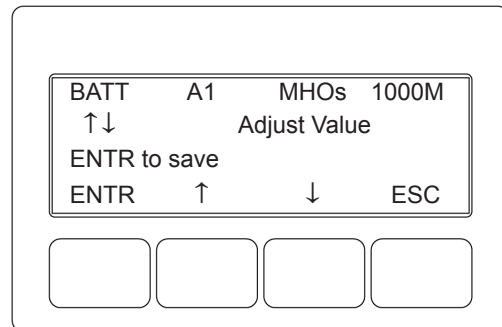 BATT A1 MHOs 1000M
↑↓ Adjust Value
ENTR to save
ENTR ↑ ↓ ESC